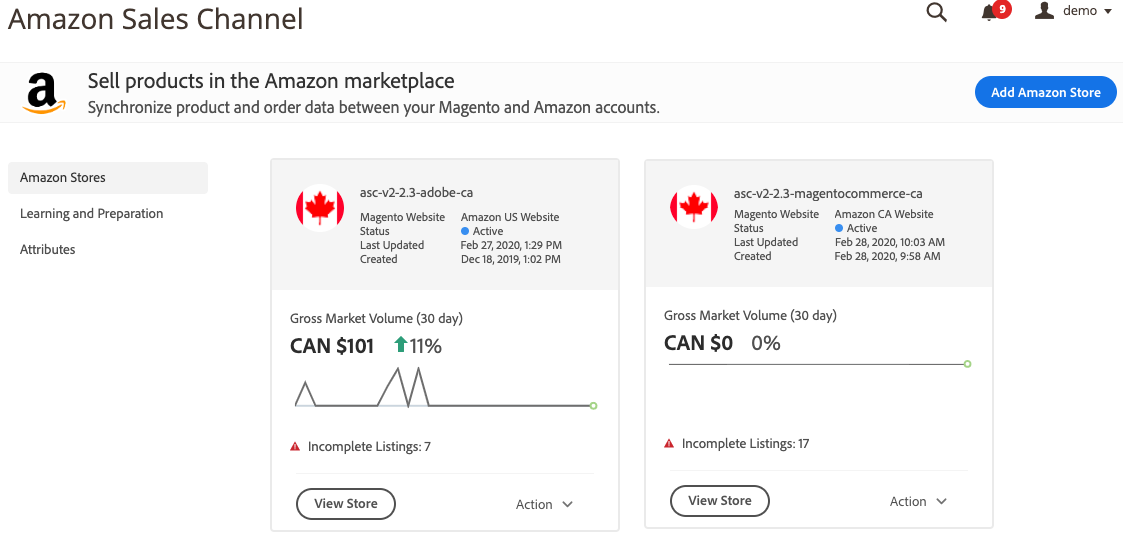 Amazon Sales Channel
9
demo
a
Sell products in the Amazon marketplace
Synchronize product and order data between your Magento and Amazon accounts.
Add Amazon Store
Amazon Stores
Learning and Preparation
Attributes
asc-v2-2.3-adobe-ca
Magento Website Amazon US Website
Status Active
Last Updated Feb 27, 2020, 1:29 PM
Created Dec 18, 2019, 1:02 PM
Gross Market Volume (30 day)
CAN $101 11%
Incomplete Listings: 7
View Store Action
asc-v2-2.3-magentocommerce-ca
Magento Website Amazon CA Website
Status Active
Last Updated Feb 28, 2020, 10:03 AM
Created Feb 28, 2020, 9:58 AM
Gross Market Volume (30 day)
CAN $0 0%
Incomplete Listings: 17
View Store Action